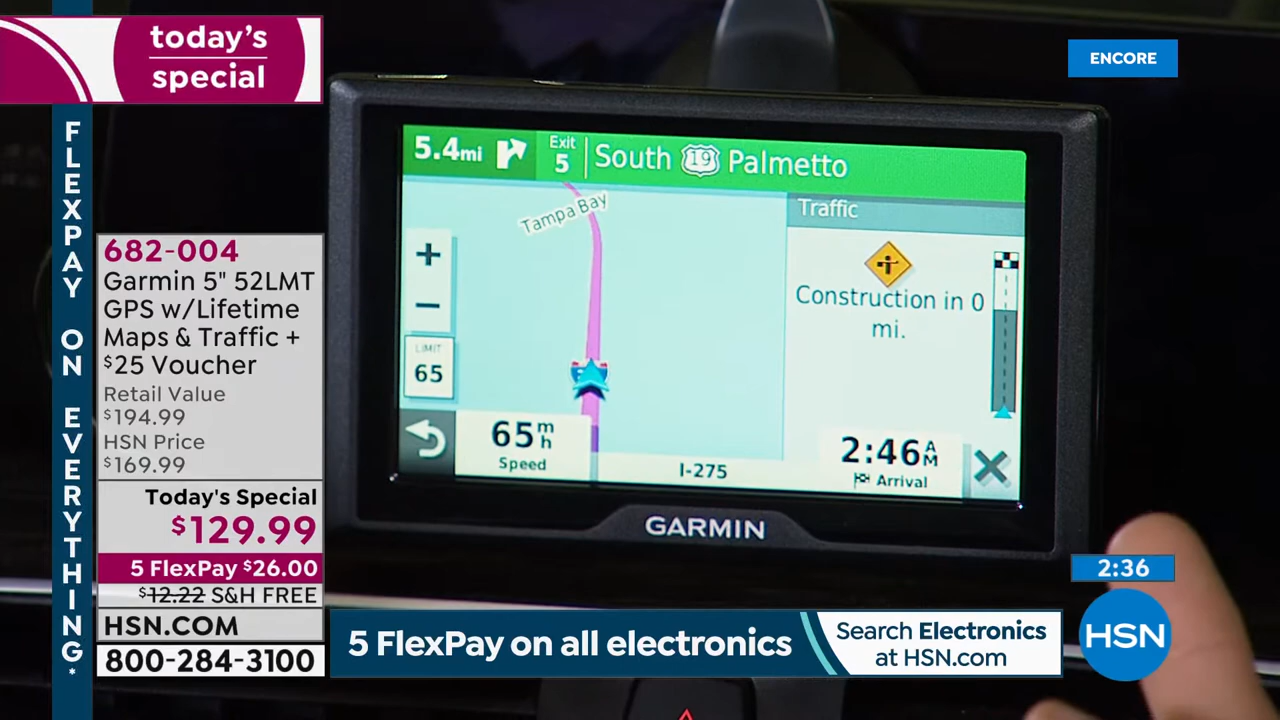 today's
special
ENCORE
FLEXPAY ON EVERYTHING*
682-004
Garmin 5" 52LMT
GPS w/Lifetime
Maps & Traffic +
$25 Voucher
Retail Value
$194.99
HSN Price
$169.99
Today's Special
$129.99
5 FlexPay $26.00
$12.22 S&H FREE
HSN.COM
800-284-3100
5.4mi
Exit
5
South 19 Palmetto
Tampa Bay
Traffic
+
−
LIMIT
65
Construction in 0
mi.
65 mh
Speed
I-275
2:46 AM
Arrival
GARMIN
2:36
HSN
5 FlexPay on all electronics
Search Electronics
at HSN.com